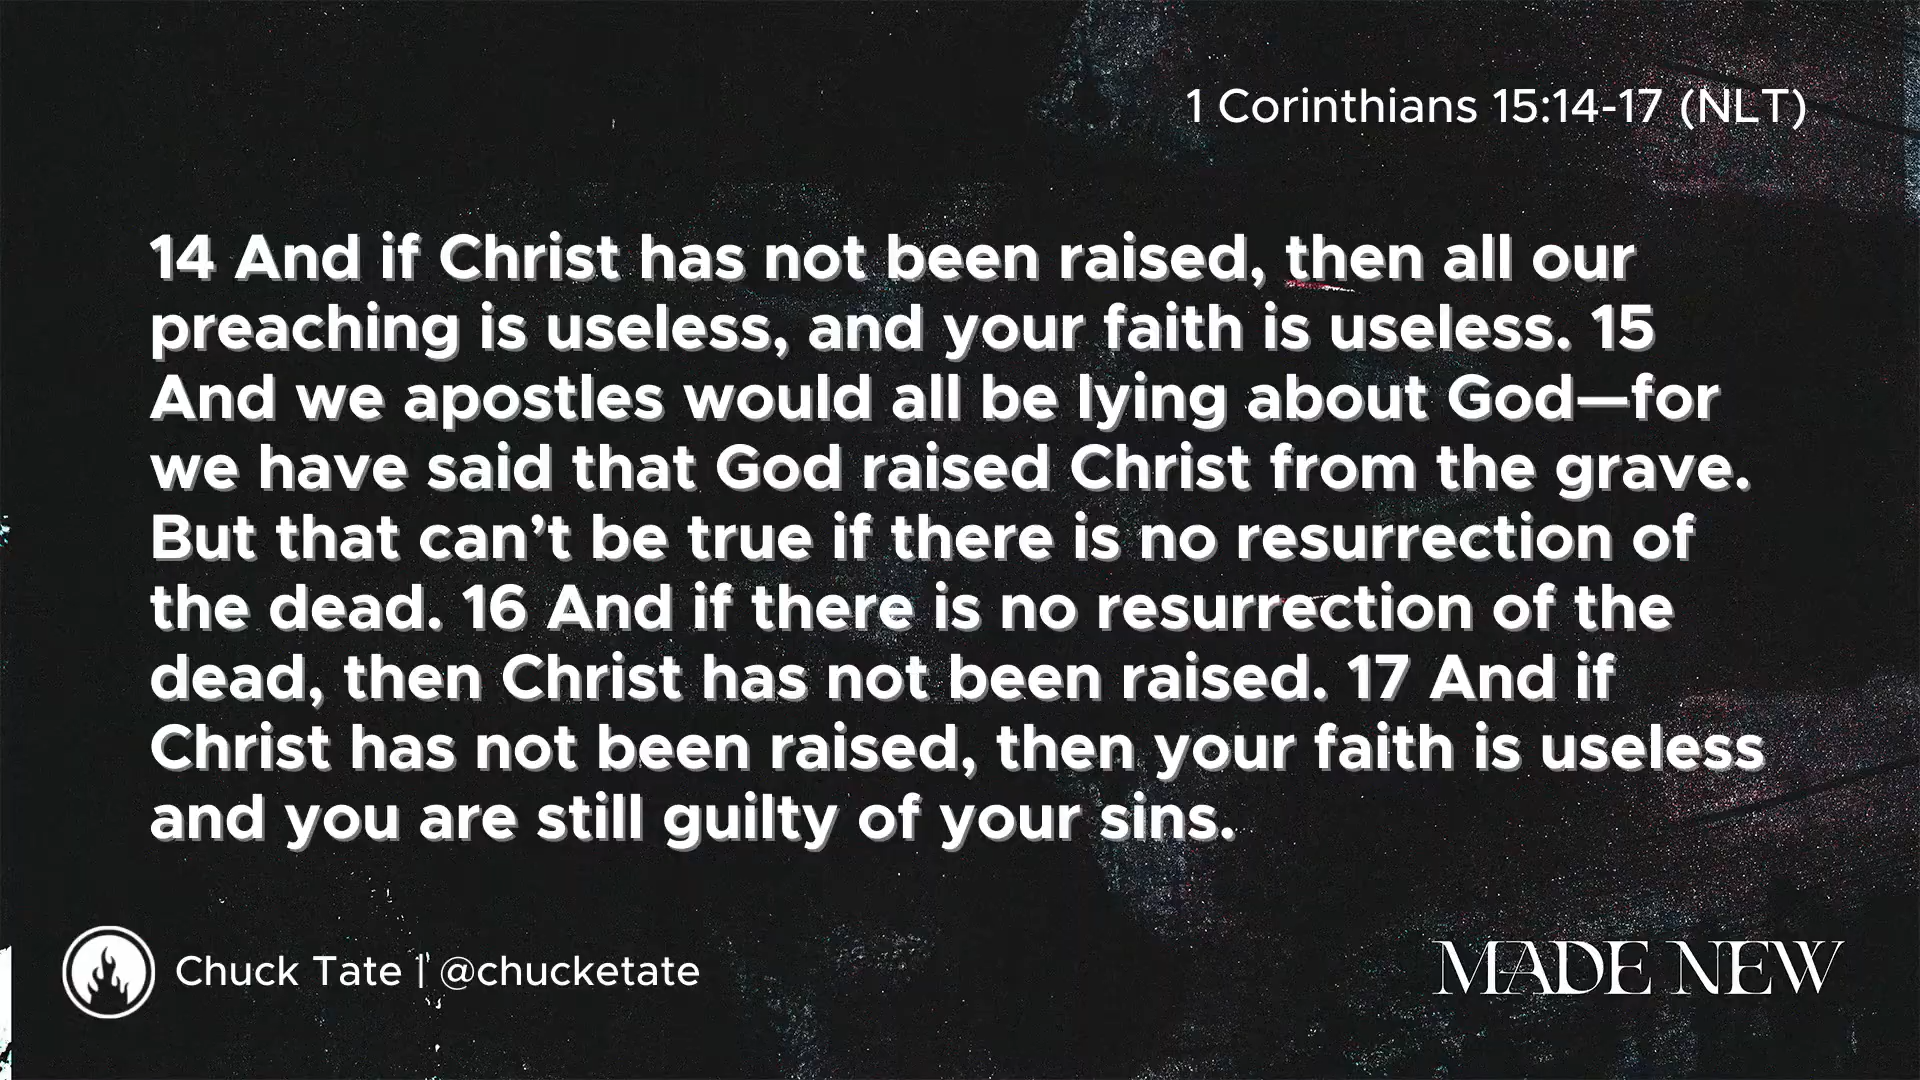 1 Corinthians 15:14-17 (NLT)
14 And if Christ has not been raised, then all our
preaching is useless, and your faith is useless. 15
And we apostles would all be lying about God—for
we have said that God raised Christ from the grave.
But that can’t be true if there is no resurrection of
the dead. 16 And if there is no resurrection of the
dead, then Christ has not been raised. 17 And if
Christ has not been raised, then your faith is useless
and you are still guilty of your sins.
Chuck Tate | @chucketate
MADE NEW